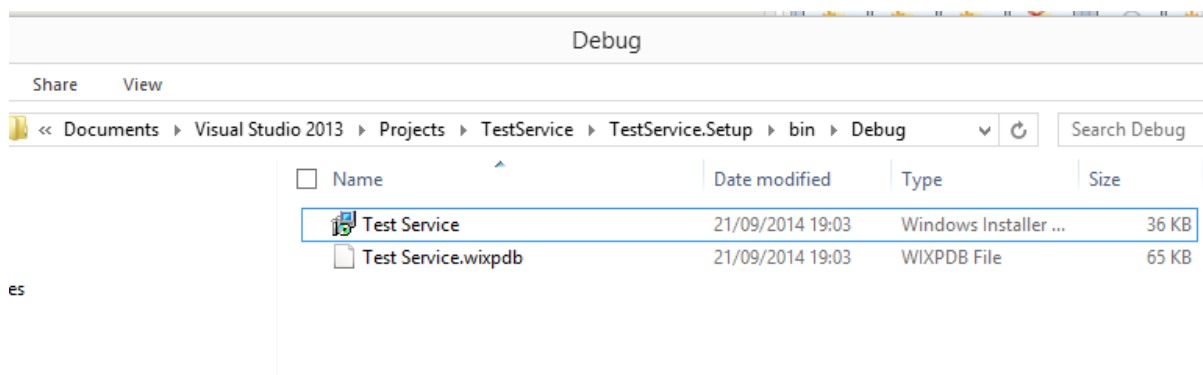 Debug
Share View
« Documents Visual Studio 2013 Projects TestService TestService.Setup bin Debug Search Debug
Name Date modified Type Size
Test Service 21/09/2014 19:03 Windows Installer ... 36 KB
Test Service.wixpdb 21/09/2014 19:03 WIXPDB File 65 KB
es